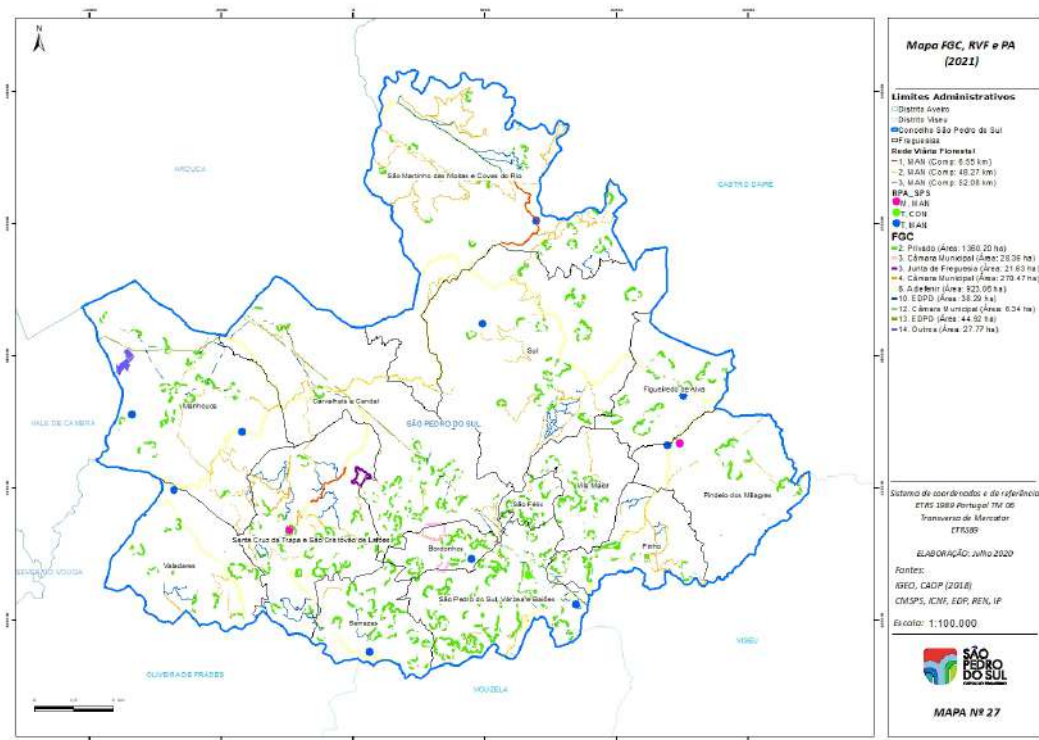 N
AROUCA
CASTRO DAIRE
São Martinho das Moitas e Covas do Rio
Sul
Figueiredo de Alva
Manhouce
Carvalhais e Candal
VALE DE CAMBRA
SÃO PEDRO DO SUL
Vila Maior
Pindelo dos Milagres
São Félix
Santa Cruz da Trapa e São Cristóvão de Lafões
Bordonhos
Pinho
SEVER DO VOUGA
Valadares
São Pedro do Sul, Várzea e Baiões
Serrazes
VISEU
OLIVEIRA DE FRADES
VOUZELA
Mapa FGC, RVF e PA
(2021)
Limites Administrativos
Distrito Aveiro
Distrito Viseu
Concelho São Pedro do Sul
Freguesias
Rede Viária Florestal
1, MAN (Comp: 6.55 km)
2, MAN (Comp: 48.27 km)
3, MAN (Comp: 52.08 km)
RPA_SPS
M, MAN
T, CON
T, MAN
FGC
2. Privado (Área: 1360.20 ha)
3. Câmara Municipal (Área: 28.36 ha)
3. Junta de Freguesia (Área: 21.63 ha)
4. Câmara Municipal (Área: 270.47 ha)
8. A definir (Área: 923.06 ha)
10. EDPD (Área: 38.29 ha)
12. Câmara Municipal (Área: 6.34 ha)
13. EDPD (Área: 44.92 ha)
14. Outros (Área: 27.77 ha)
Sistema de coordenadas e de referência
ETRS 1989 Portugal TM 06
Transversa de Mercator
ETRS89
ELABORAÇÃO: Julho 2020
Fontes:
IGEO, CAOP (2018)
CMSPS, ICNF, EDP, REN, IP
Escala: 1:100.000
SÃO
PEDRO
DO SUL
MAPA Nº 27